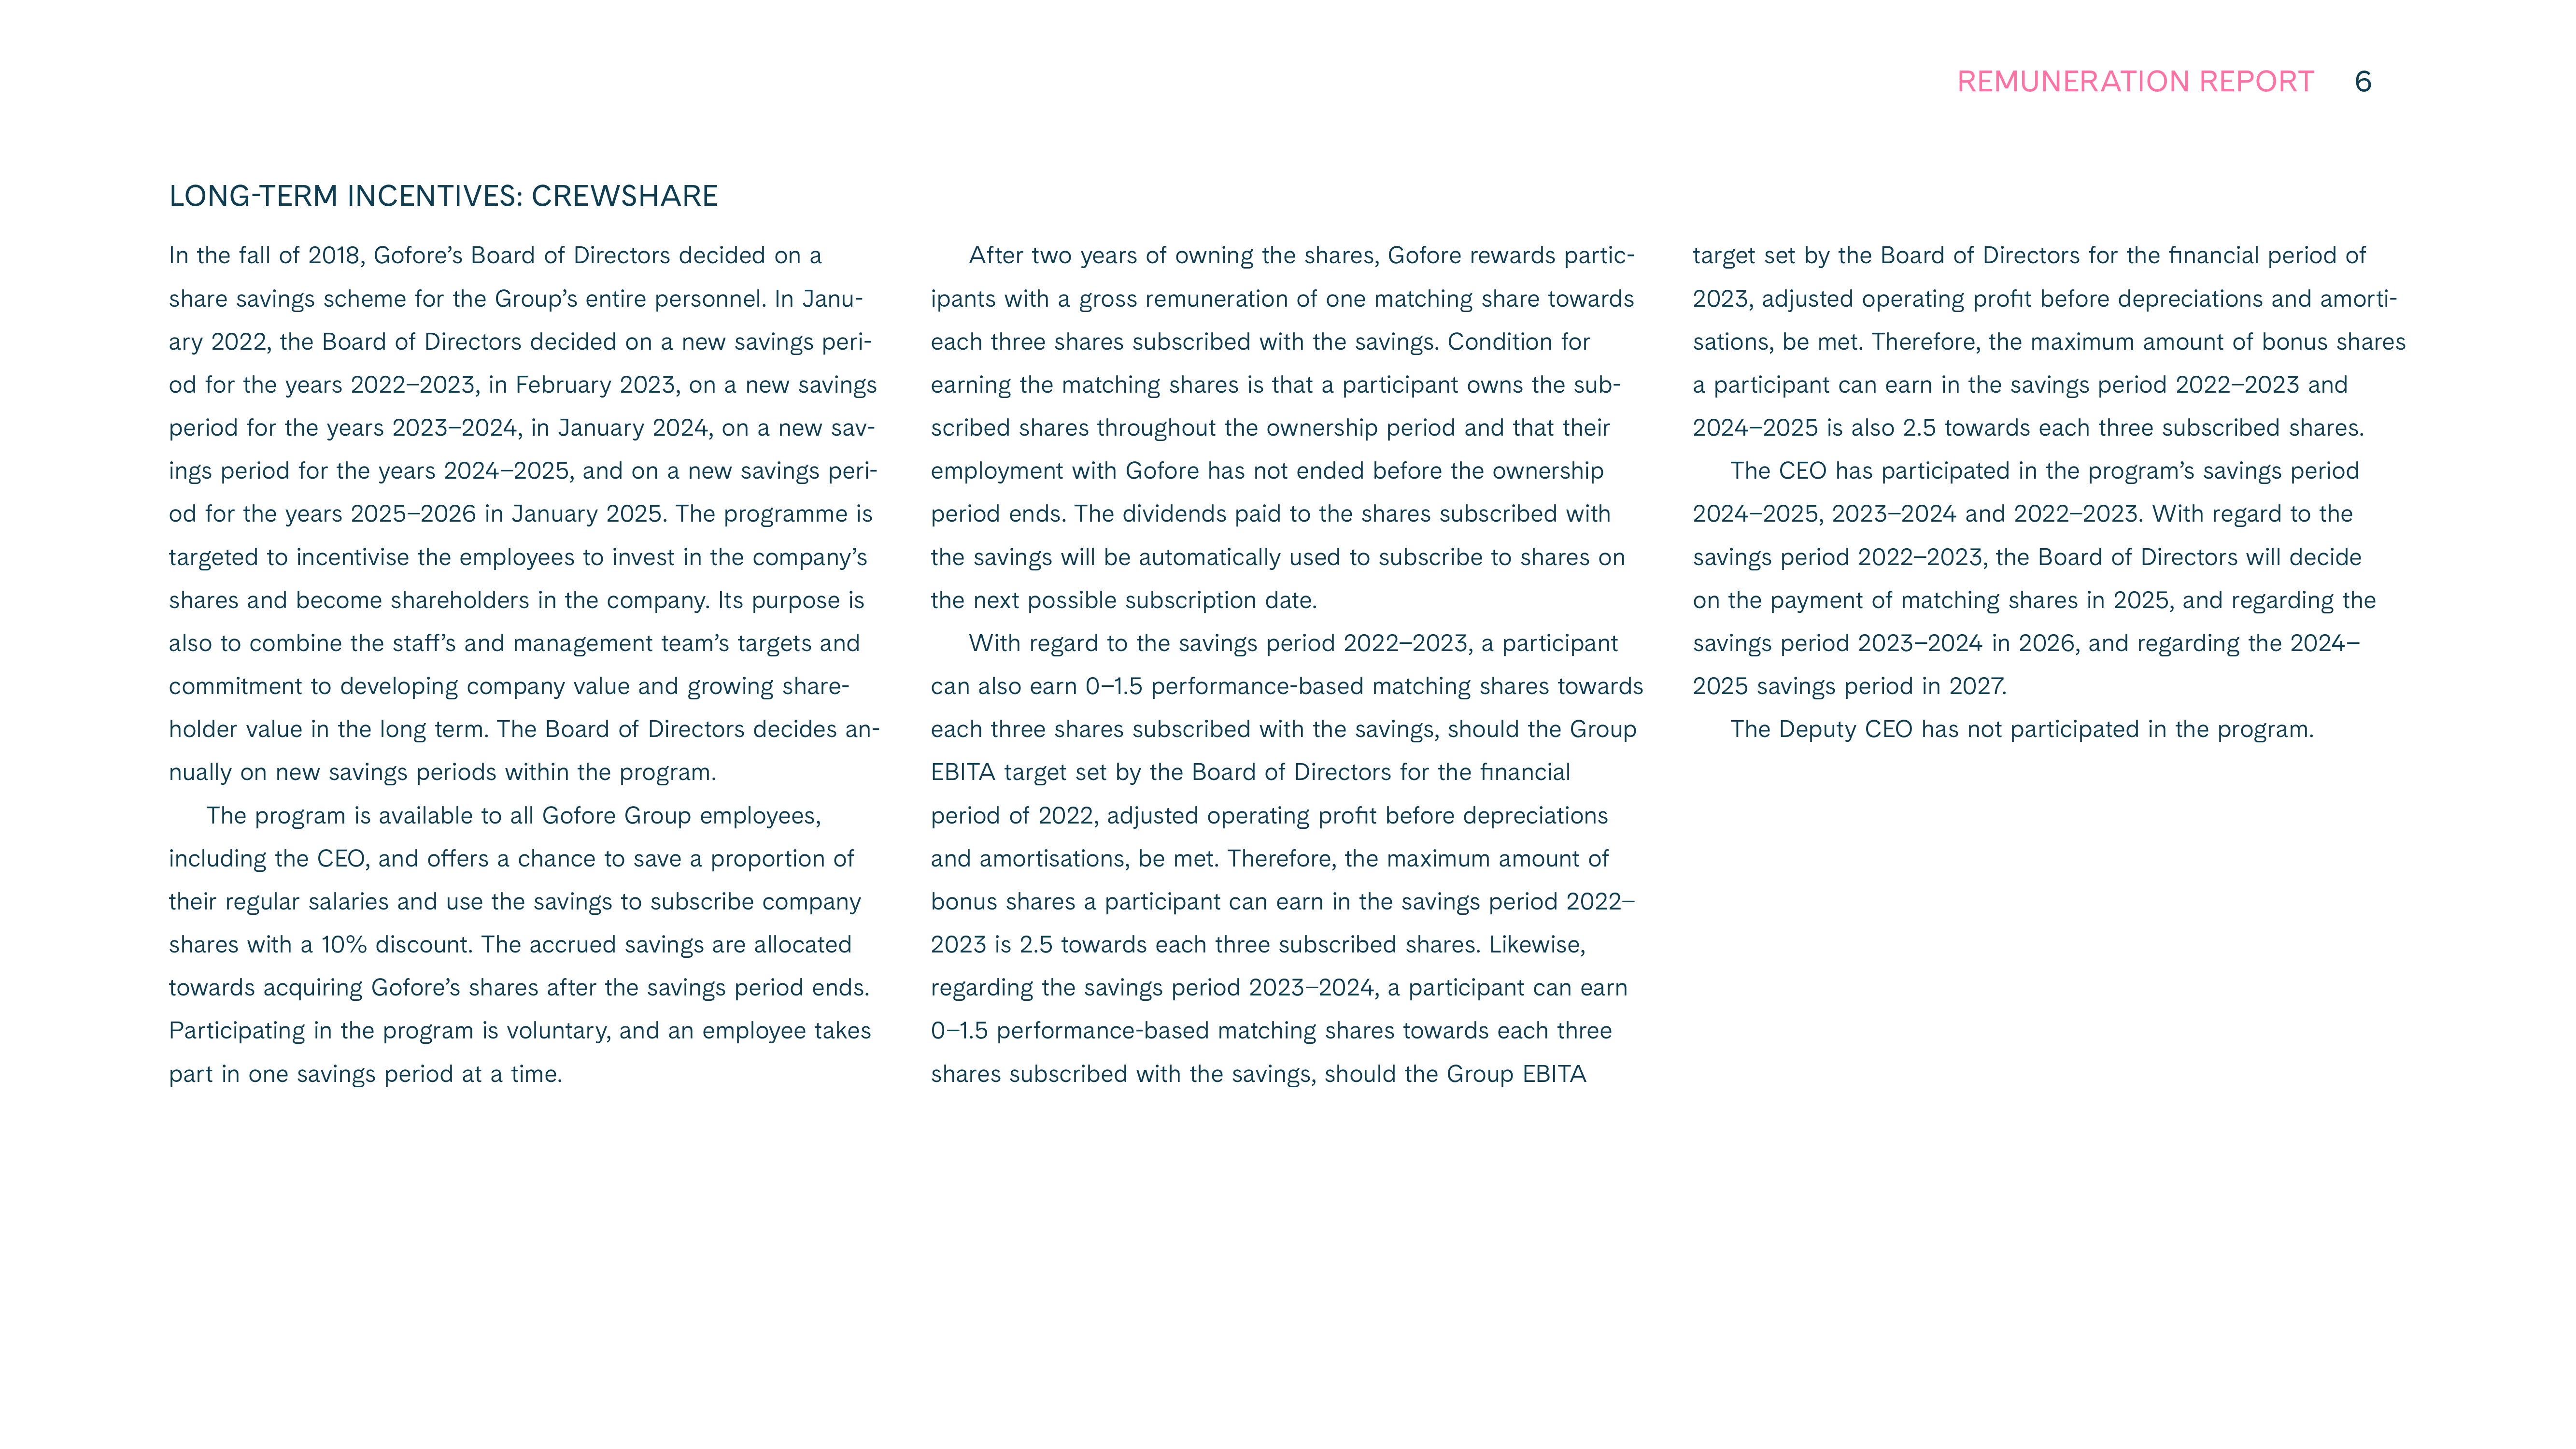 REMUNERATION REPORT 6
LONG-TERM INCENTIVES: CREWSHARE
In the fall of 2018, Gofore’s Board of Directors decided on a
share savings scheme for the Group’s entire personnel. In Janu-
ary 2022, the Board of Directors decided on a new savings peri-
od for the years 2022–2023, in February 2023, on a new savings
period for the years 2023–2024, in January 2024, on a new sav-
ings period for the years 2024–2025, and on a new savings peri-
od for the years 2025–2026 in January 2025. The programme is
targeted to incentivise the employees to invest in the company’s
shares and become shareholders in the company. Its purpose is
also to combine the staff’s and management team’s targets and
commitment to developing company value and growing share-
holder value in the long term. The Board of Directors decides an-
nually on new savings periods within the program.
The program is available to all Gofore Group employees,
including the CEO, and offers a chance to save a proportion of
their regular salaries and use the savings to subscribe company
shares with a 10% discount. The accrued savings are allocated
towards acquiring Gofore’s shares after the savings period ends.
Participating in the program is voluntary, and an employee takes
part in one savings period at a time.
After two years of owning the shares, Gofore rewards partic-
ipants with a gross remuneration of one matching share towards
each three shares subscribed with the savings. Condition for
earning the matching shares is that a participant owns the sub-
scribed shares throughout the ownership period and that their
employment with Gofore has not ended before the ownership
period ends. The dividends paid to the shares subscribed with
the savings will be automatically used to subscribe to shares on
the next possible subscription date.
With regard to the savings period 2022–2023, a participant
can also earn 0–1.5 performance-based matching shares towards
each three shares subscribed with the savings, should the Group
EBITA target set by the Board of Directors for the financial
period of 2022, adjusted operating profit before depreciations
and amortisations, be met. Therefore, the maximum amount of
bonus shares a participant can earn in the savings period 2022–
2023 is 2.5 towards each three subscribed shares. Likewise,
regarding the savings period 2023–2024, a participant can earn
0–1.5 performance-based matching shares towards each three
shares subscribed with the savings, should the Group EBITA
target set by the Board of Directors for the financial period of
2023, adjusted operating profit before depreciations and amorti-
sations, be met. Therefore, the maximum amount of bonus shares
a participant can earn in the savings period 2022–2023 and
2024–2025 is also 2.5 towards each three subscribed shares.
The CEO has participated in the program’s savings period
2024–2025, 2023–2024 and 2022–2023. With regard to the
savings period 2022–2023, the Board of Directors will decide
on the payment of matching shares in 2025, and regarding the
savings period 2023–2024 in 2026, and regarding the 2024–
2025 savings period in 2027.
The Deputy CEO has not participated in the program.